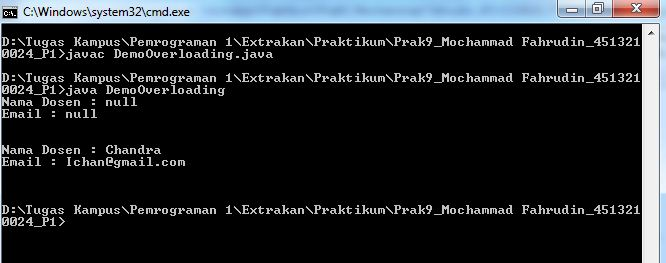 C:\Windows\system32\cmd.exe
D:\Tugas Kampus\Pemrograman 1\Extrakan\Praktikum\Prak9_Mochammad Fahrudin_451321
0024_P1>javac DemoOverloading.java
D:\Tugas Kampus\Pemrograman 1\Extrakan\Praktikum\Prak9_Mochammad Fahrudin_451321
0024_P1>java DemoOverloading
Nama Dosen : null
Email : null
Nama Dosen : Chandra
Email : Ichan@gmail.com
D:\Tugas Kampus\Pemrograman 1\Extrakan\Praktikum\Prak9_Mochammad Fahrudin_451321
0024_P1>